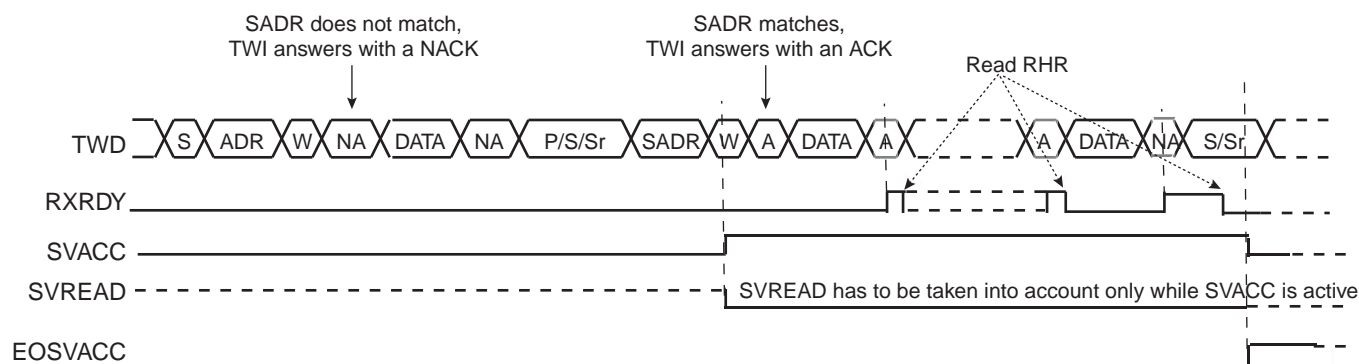 SADR does not match,
TWI answers with a NACK
SADR matches,
TWI answers with an ACK
Read RHR
TWD S ADR W NA DATA NA P/S/Sr SADR W A DATA A A DATA NA S/Sr
RXRDY
SVACC
SVREAD SVREAD has to be taken into account only while SVACC is active
EOSVACC